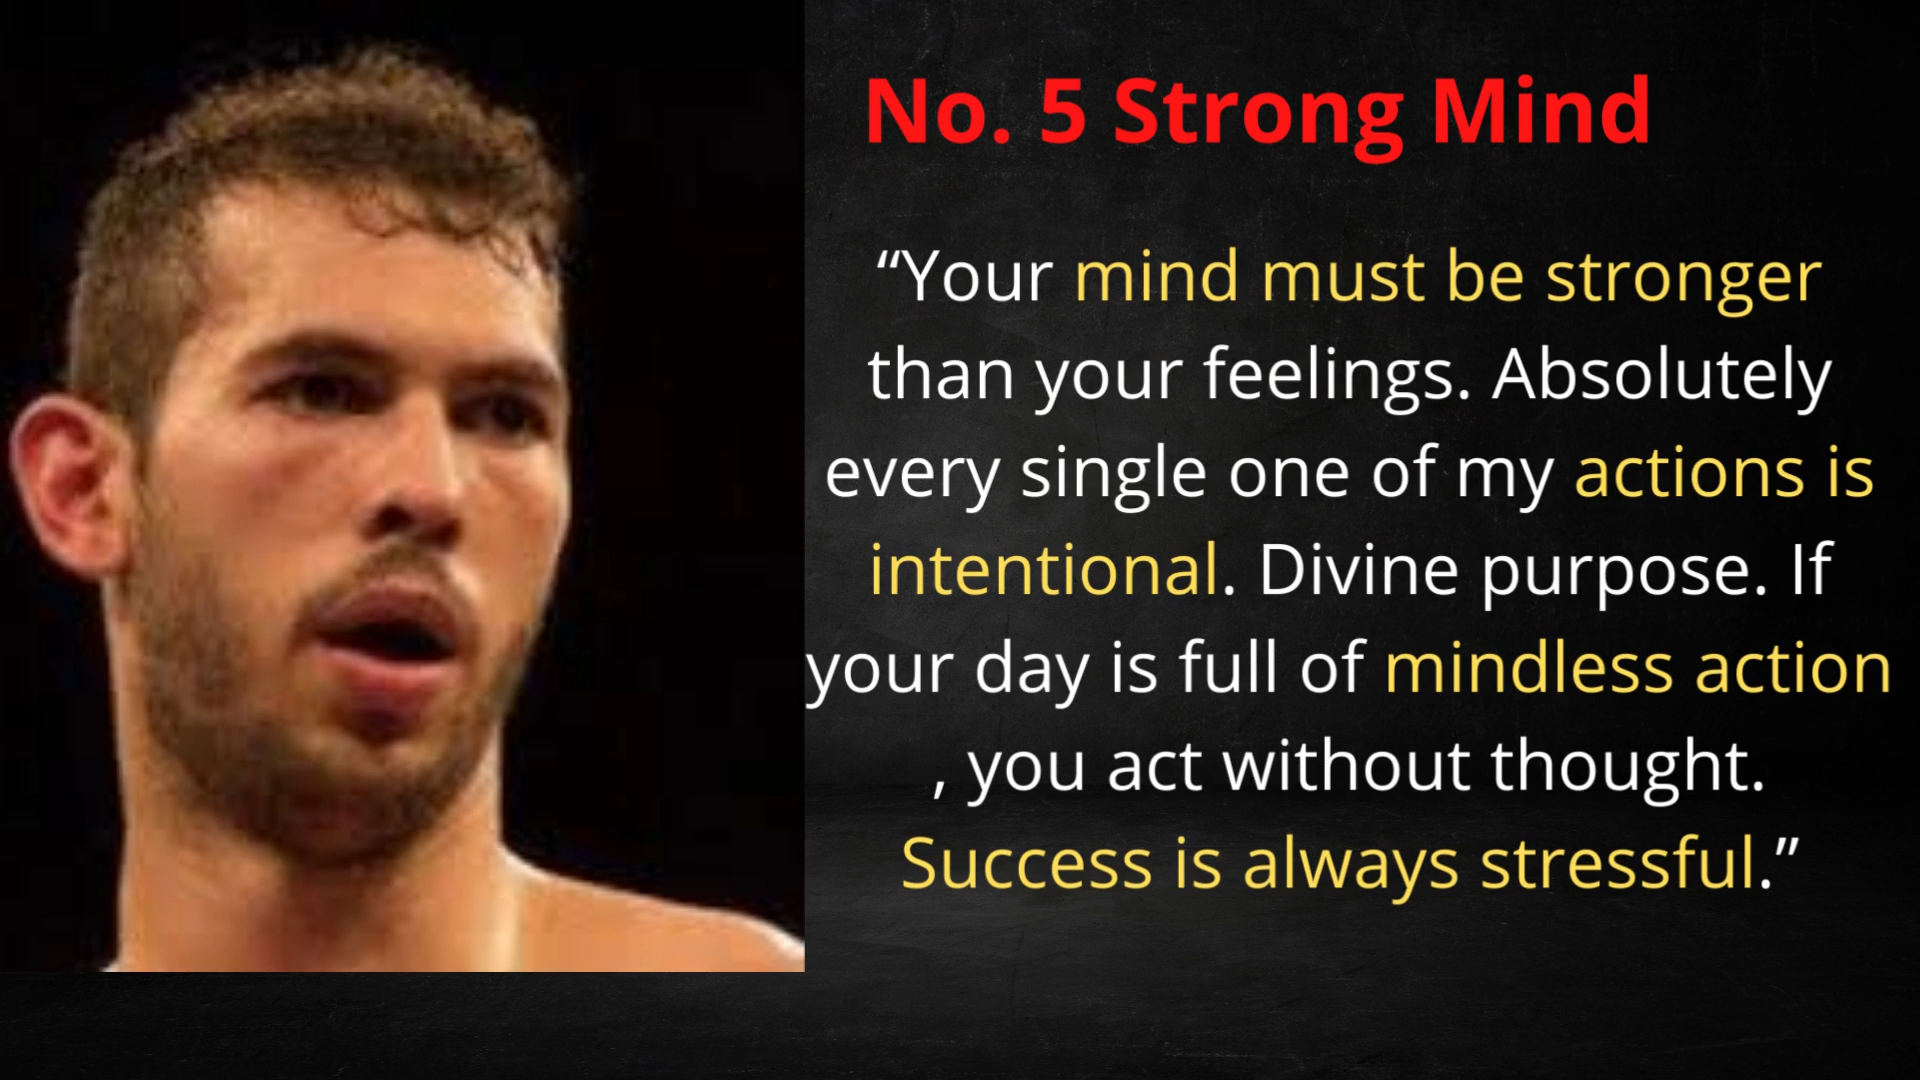 No. 5 Strong Mind
“Your mind must be stronger
than your feelings. Absolutely
every single one of my actions is
intentional. Divine purpose. If
your day is full of mindless action
, you act without thought.
Success is always stressful.”